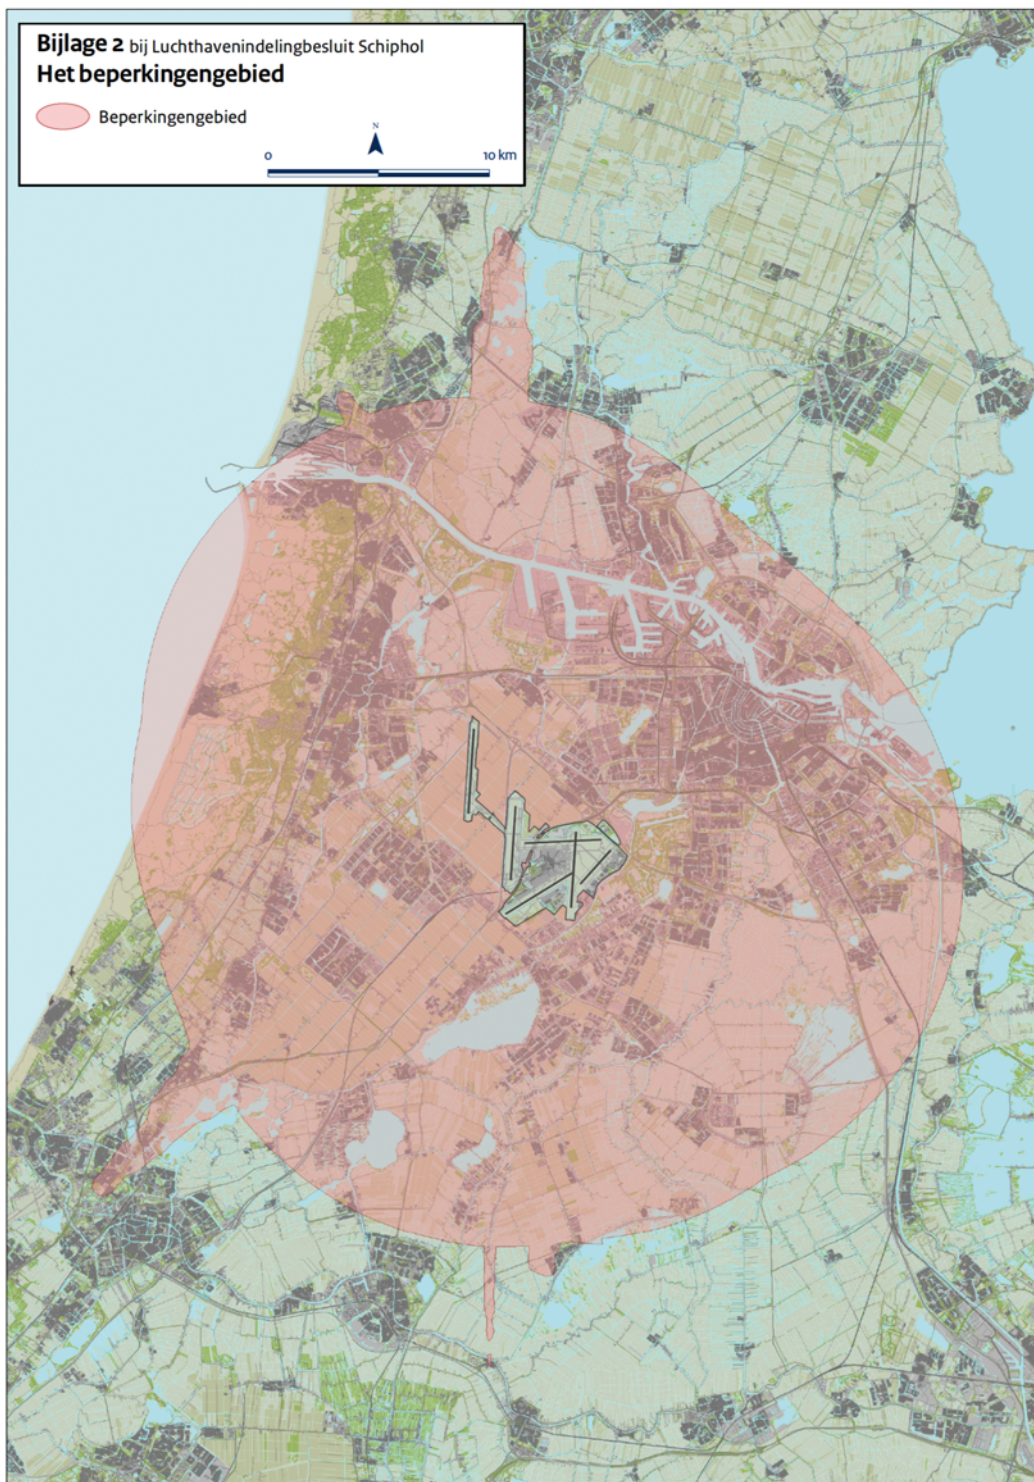 Bijlage 2 bij Luchthavenindelingbesluit Schiphol
Het beperkingengebied
Beperkingengebied
N
0 10 km